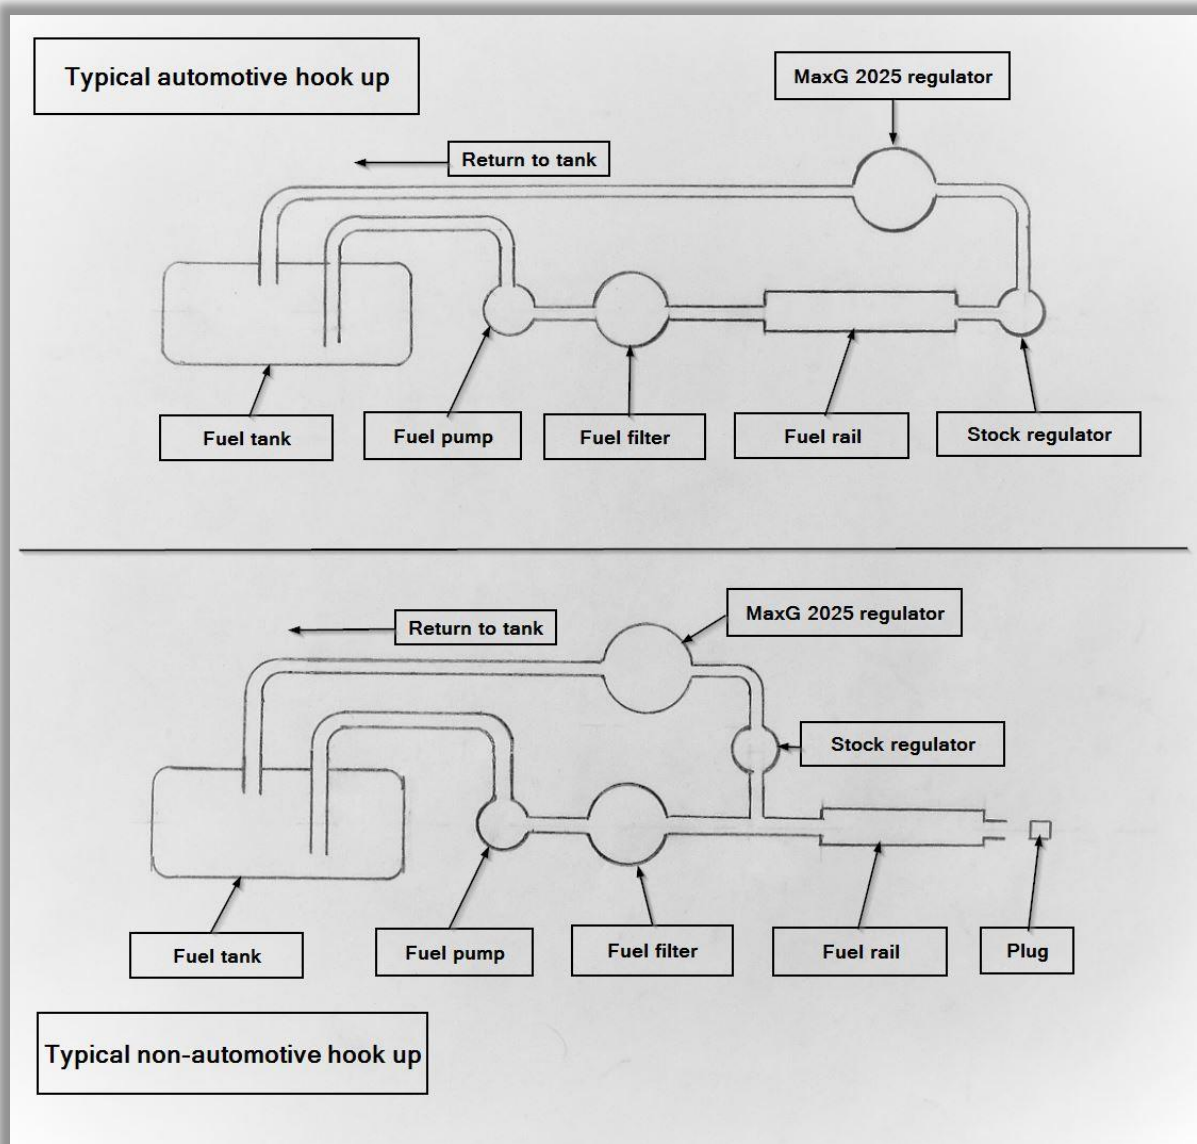 Typical automotive hook up
MaxG 2025 regulator
Return to tank
Fuel tank
Fuel pump
Fuel filter
Fuel rail
Stock regulator
MaxG 2025 regulator
Return to tank
Stock regulator
Fuel tank
Fuel pump
Fuel filter
Fuel rail
Plug
Typical non-automotive hook up